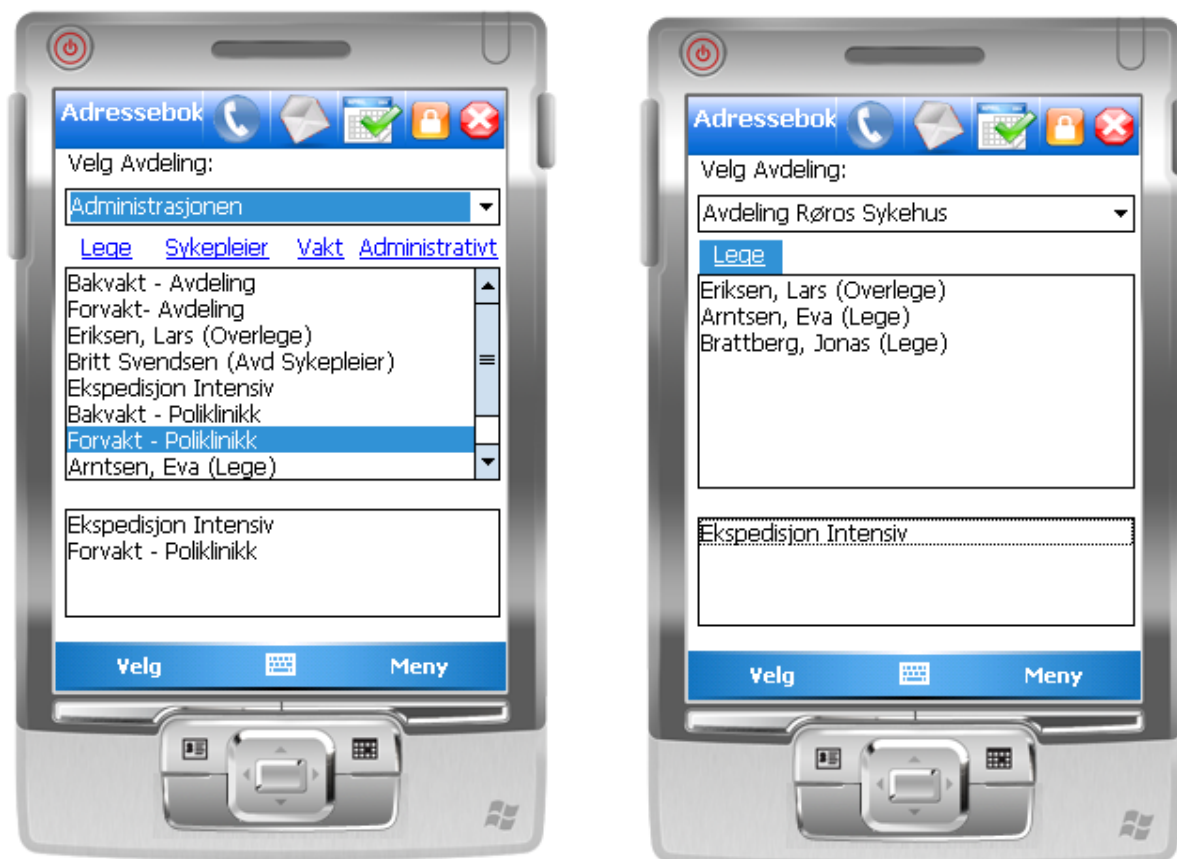 Adressebok
Velg Avdeling:
Administrasjonen
Lege Sykepleier Vakt Administrativt
Bakvakt - Avdeling
Forvakt- Avdeling
Eriksen, Lars (Overlege)
Britt Svendsen (Avd Sykepleier)
Ekspedisjon Intensiv
Bakvakt - Poliklinikk
Forvakt - Poliklinikk
Arntsen, Eva (Lege)
Ekspedisjon Intensiv
Forvakt - Poliklinikk
Velg Meny
Adressebok
Velg Avdeling:
Avdeling Røros Sykehus
Lege
Eriksen, Lars (Overlege)
Arntsen, Eva (Lege)
Brattberg, Jonas (Lege)
Ekspedisjon Intensiv
Velg Meny